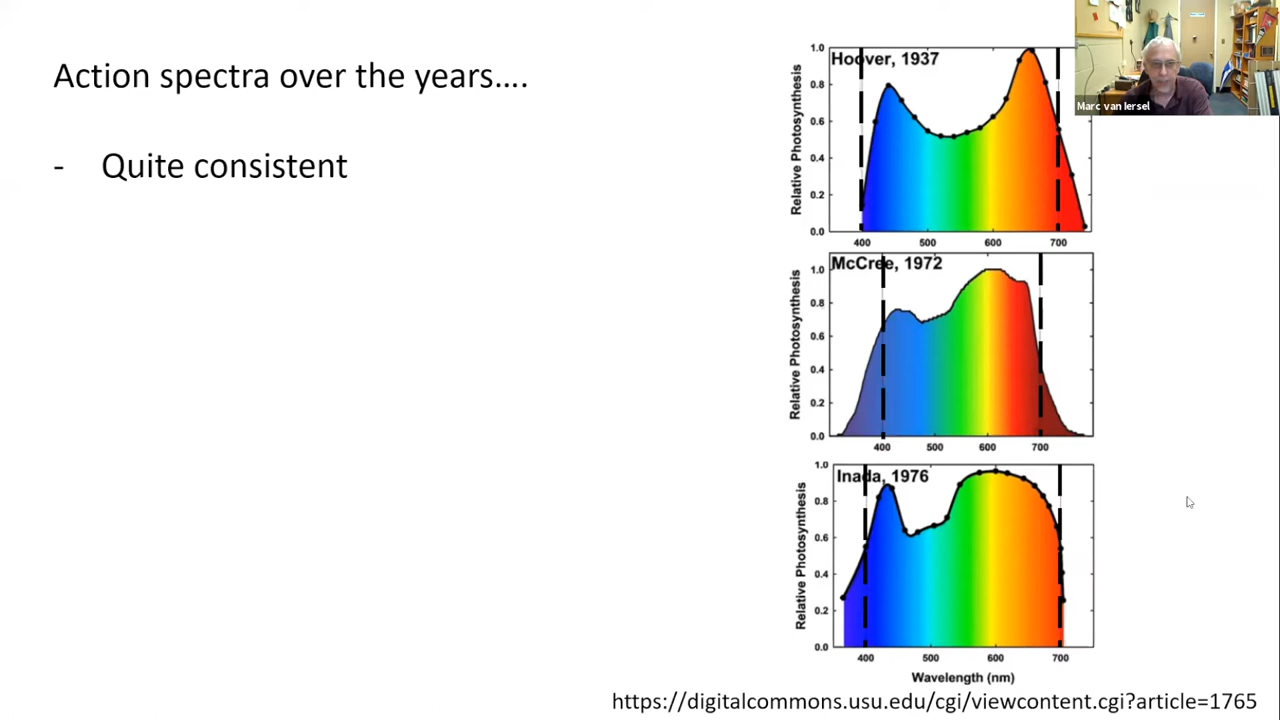 Action spectra over the years....
- Quite consistent
Marc van Iersel
Hoover, 1937
Relative Photosynthesis
1.0
0.8
0.6
0.4
0.2
0.0
400 500 600 700
McCree, 1972
Relative Photosynthesis
1.0
0.8
0.6
0.4
0.2
0.0
400 500 600 700
Inada, 1976
Relative Photosynthesis
1.0
0.8
0.6
0.4
0.2
0.0
400 500 600 700
Wavelength (nm)
https://digitalcommons.usu.edu/cgi/viewcontent.cgi?article=1765